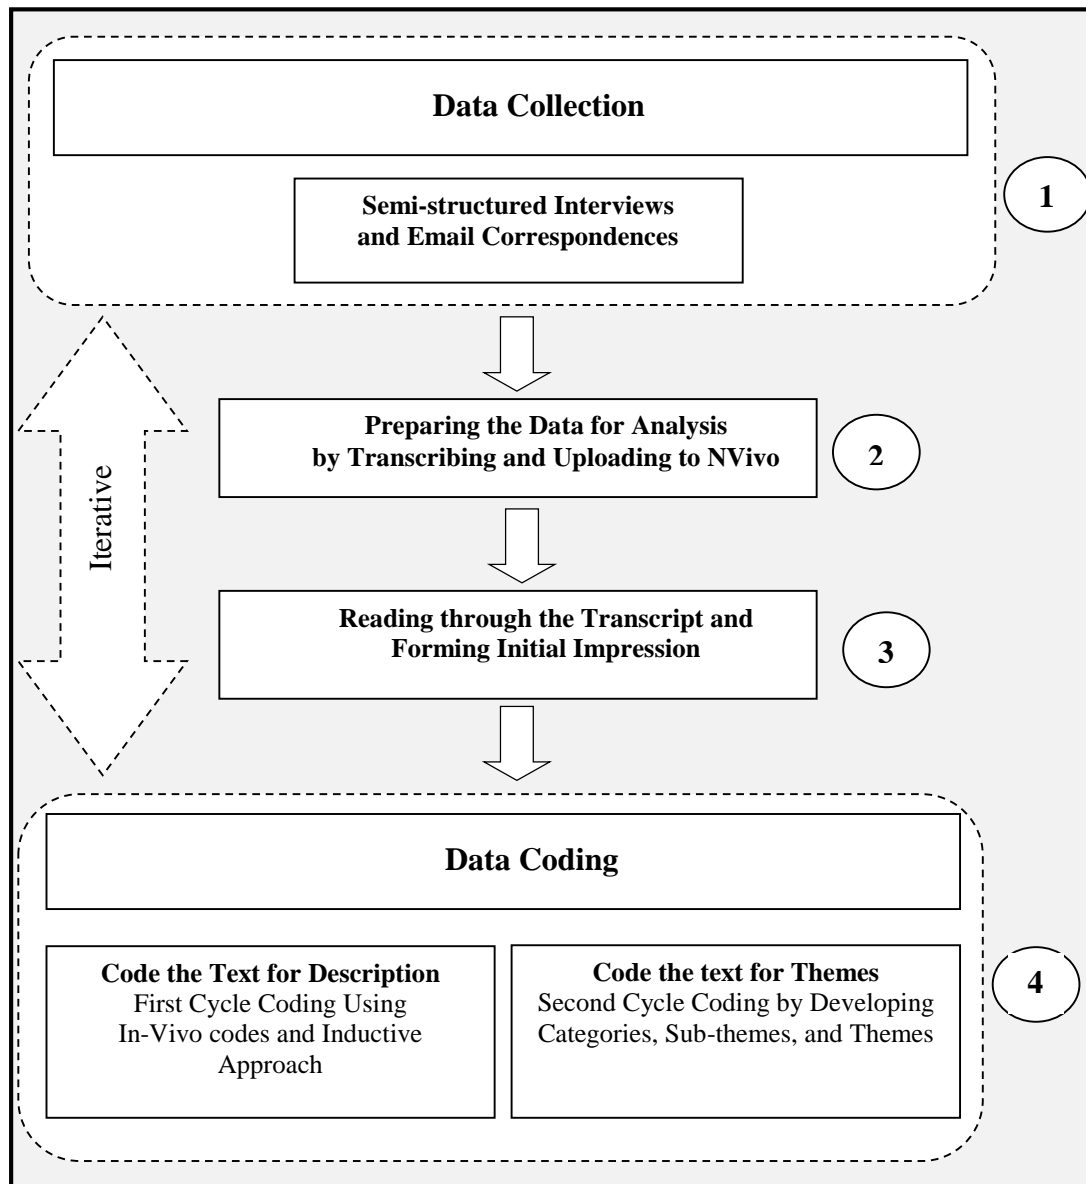 Data Collection
Semi-structured Interviews
and Email Correspondences
1
Preparing the Data for Analysis
by Transcribing and Uploading to NVivo
2
Iterative
Reading through the Transcript and
Forming Initial Impression
3
Data Coding
Code the Text for Description
First Cycle Coding Using
In-Vivo codes and Inductive
Approach
Code the text for Themes
Second Cycle Coding by Developing
Categories, Sub-themes, and Themes
4